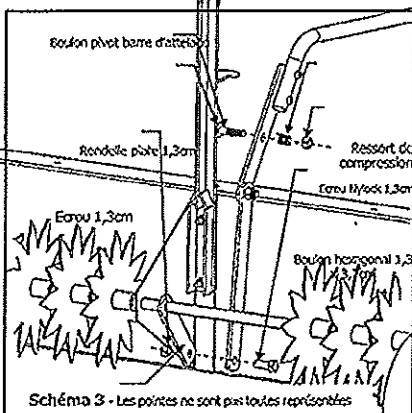 Boulon pivot barre d'attelage
Rondelle plate 1,3cm
Ressort de
compression
Ecrou Nylock 1,3cm
Ecrou 1,3cm
Boulon hexagonal 1,3
Schéma 3 - Les pointes ne sont pas toutes représentées